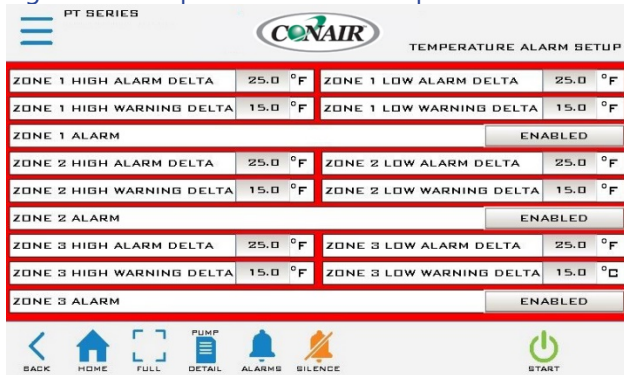 PT SERIES
CONAIR
TEMPERATURE ALARM SETUP
ZONE 1 HIGH ALARM DELTA 25.0 °F ZONE 1 LOW ALARM DELTA 25.0 °F
ZONE 1 HIGH WARNING DELTA 15.0 °F ZONE 1 LOW WARNING DELTA 15.0 °F
ZONE 1 ALARM ENABLED
ZONE 2 HIGH ALARM DELTA 25.0 °F ZONE 2 LOW ALARM DELTA 25.0 °F
ZONE 2 HIGH WARNING DELTA 15.0 °F ZONE 2 LOW WARNING DELTA 15.0 °F
ZONE 2 ALARM ENABLED
ZONE 3 HIGH ALARM DELTA 25.0 °F ZONE 3 LOW ALARM DELTA 25.0 °F
ZONE 3 HIGH WARNING DELTA 15.0 °F ZONE 3 LOW WARNING DELTA 15.0 °C
ZONE 3 ALARM ENABLED
BACK HOME FULL PUMP DETAIL ALARMS SILENCE START